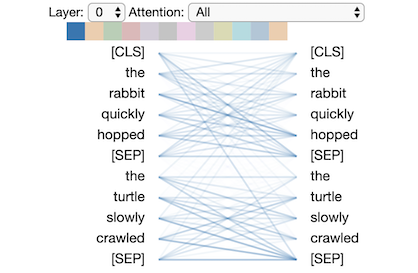 Layer: 0 Attention: All
[CLS] [CLS]
the the
rabbit rabbit
quickly quickly
hopped hopped
[SEP] [SEP]
the the
turtle turtle
slowly slowly
crawled crawled
[SEP] [SEP]